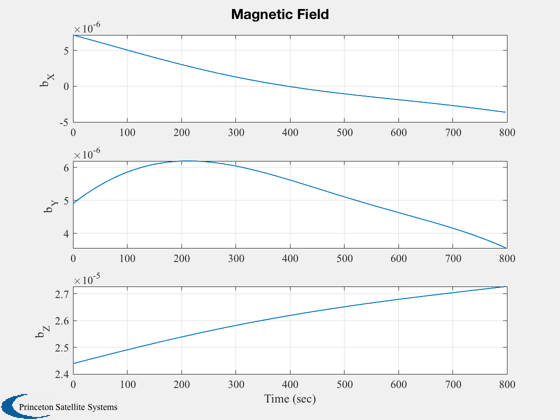 Magnetic Field
×10⁻⁶
5
0
-5
b_X
0 100 200 300 400 500 600 700 800
×10⁻⁶
6
5
4
b_Y
0 100 200 300 400 500 600 700 800
×10⁻⁵
2.7
2.6
2.5
2.4
b_Z
0 100 200 300 400 500 600 700 800
Time (sec)
Princeton Satellite Systems